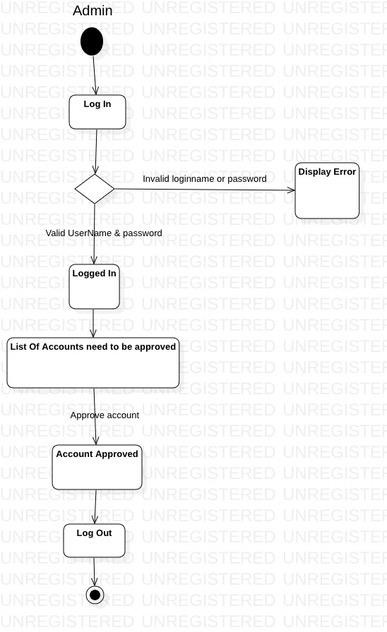 Admin
Log In
Invalid loginname or password
Display Error
Valid UserName & password
Logged In
List Of Accounts need to be approved
Approve account
Account Approved
Log Out
UNREGISTERED